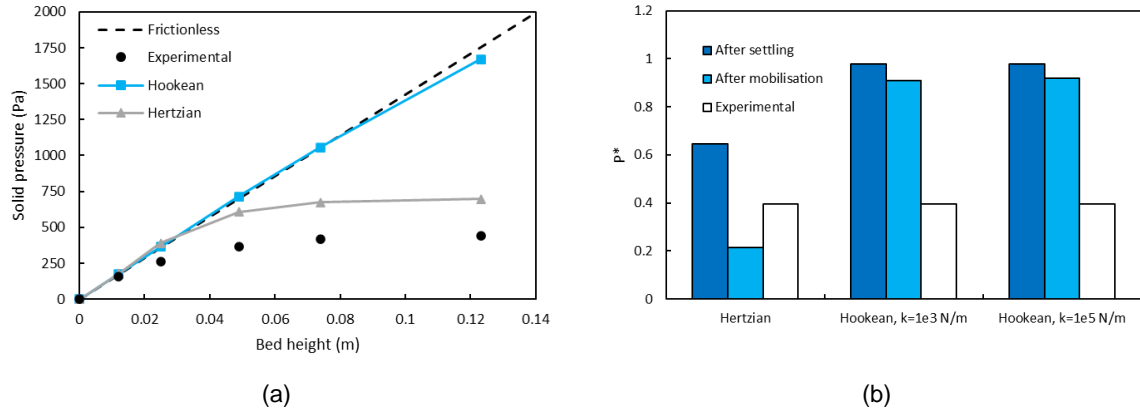 2000
1750
1500
1250
1000
750
500
250
0
Solid pressure (Pa)
Frictionless
Experimental
Hookean
Hertzian
0 0.02 0.04 0.06 0.08 0.1 0.12 0.14
Bed height (m)
(a)
1.2
1
0.8
0.6
0.4
0.2
0
P*
After settling
After mobilisation
Experimental
Hertzian Hookean, k=1e3 N/m Hookean, k=1e5 N/m
(b)